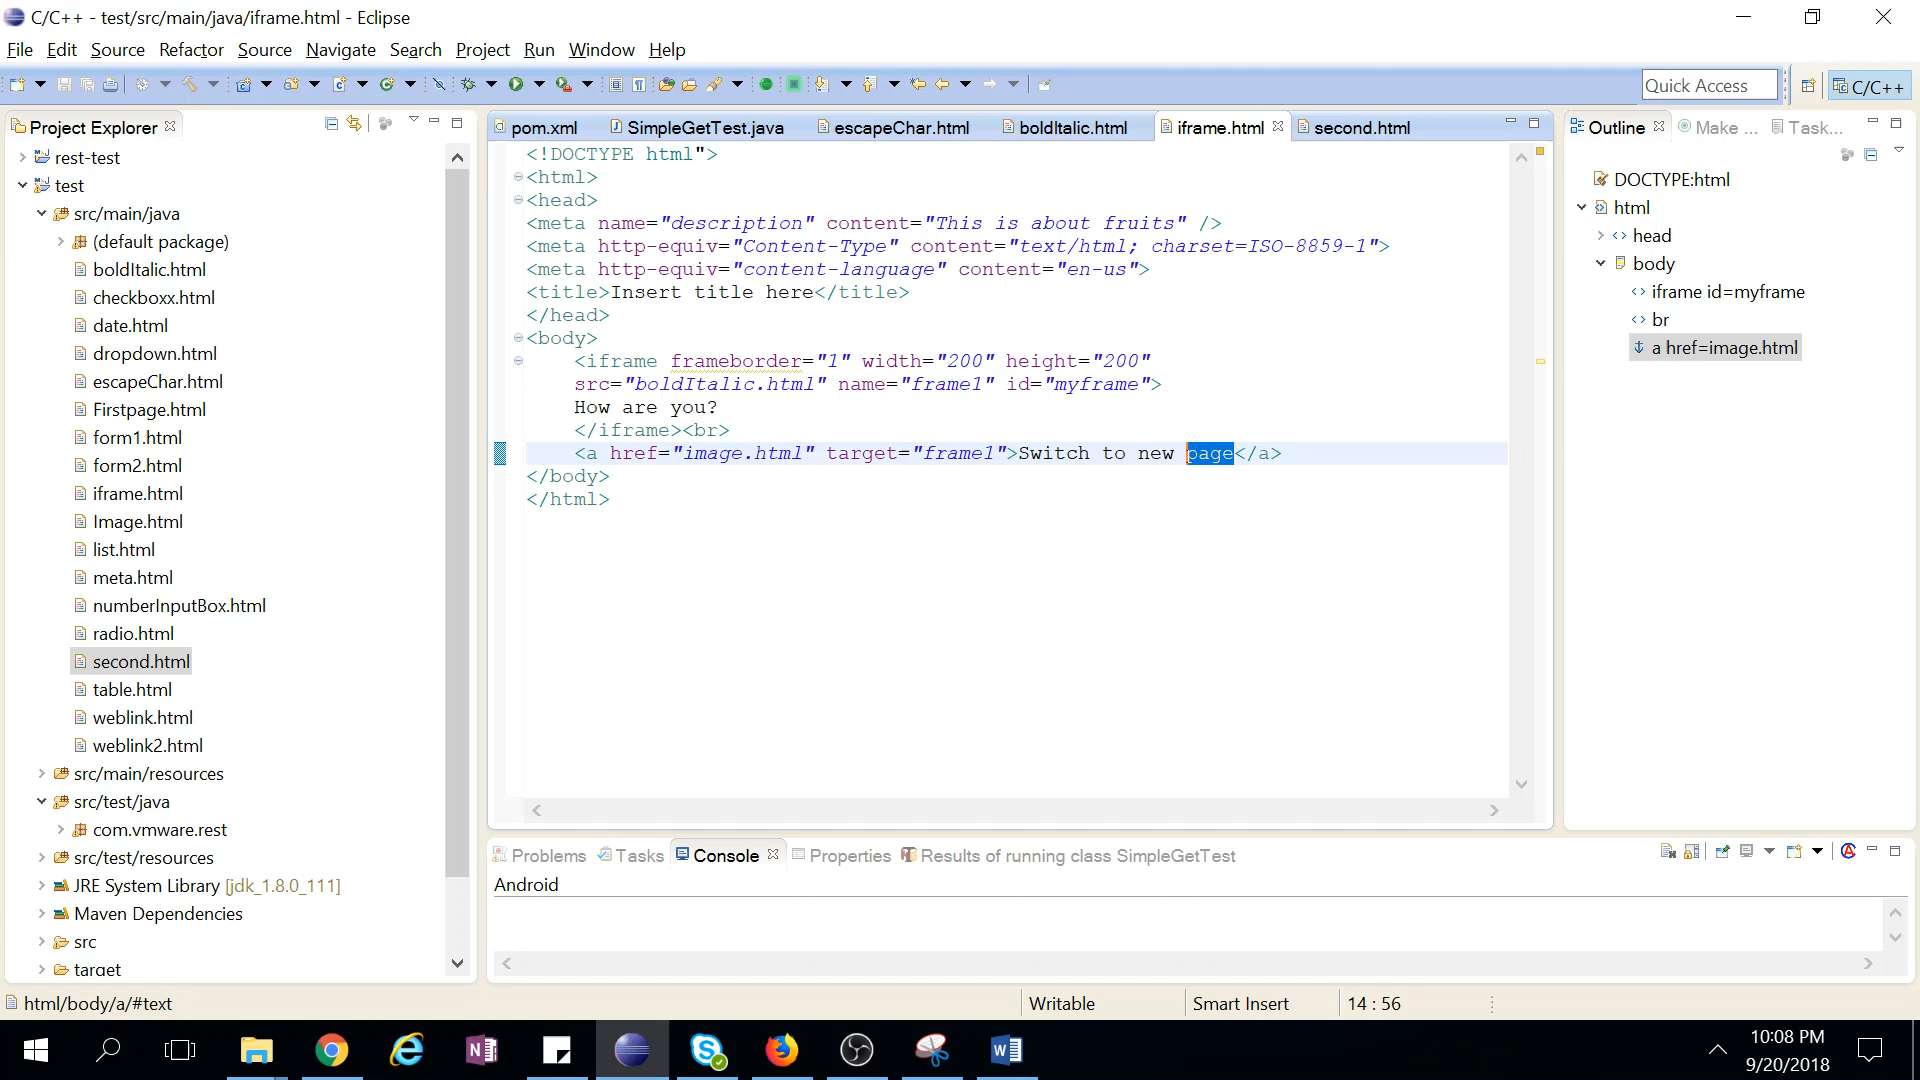 C/C++ - test/src/main/java/iframe.html - Eclipse
File Edit Source Refactor Source Navigate Search Project Run Window Help
Quick Access
C/C++
Project Explorer
rest-test
test
src/main/java
(default package)
boldItalic.html
checkboxx.html
date.html
dropdown.html
escapeChar.html
Firstpage.html
form1.html
form2.html
iframe.html
Image.html
list.html
meta.html
numberInputBox.html
radio.html
second.html
table.html
weblink.html
weblink2.html
src/main/resources
src/test/java
com.vmware.rest
src/test/resources
JRE System Library [jdk_1.8.0_111]
Maven Dependencies
src
target
pom.xml SimpleGetTest.java escapeChar.html boldItalic.html iframe.html second.html
<!DOCTYPE html">
<html>
<head>
<meta name="description" content="This is about fruits" />
<meta http-equiv="Content-Type" content="text/html; charset=ISO-8859-1">
<meta http-equiv="content-language" content="en-us">
<title>Insert title here</title>
</head>
<body>
<iframe frameborder="1" width="200" height="200"
src="boldItalic.html" name="frame1" id="myframe">
How are you?
</iframe><br>
<a href="image.html" target="frame1">Switch to new page</a>
</body>
</html>
Outline Make ... Task...
DOCTYPE:html
html
head
body
iframe id=myframe
br
a href=image.html
Problems Tasks Console Properties Results of running class SimpleGetTest
Android
html/body/a/#text
Writable
Smart Insert
14 : 56
10:08 PM
9/20/2018